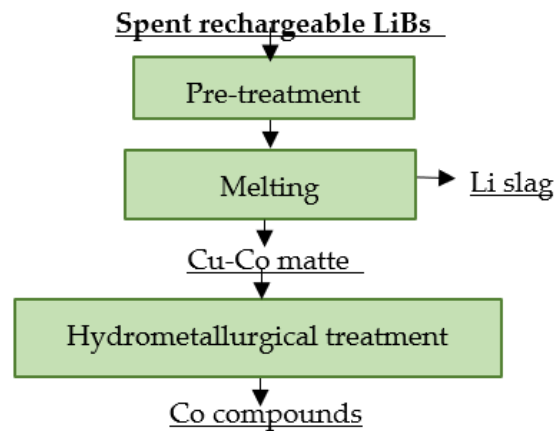 Spent rechargeable LiBs
Pre-treatment
Melting
Li slag
Cu-Co matte
Hydrometallurgical treatment
Co compounds